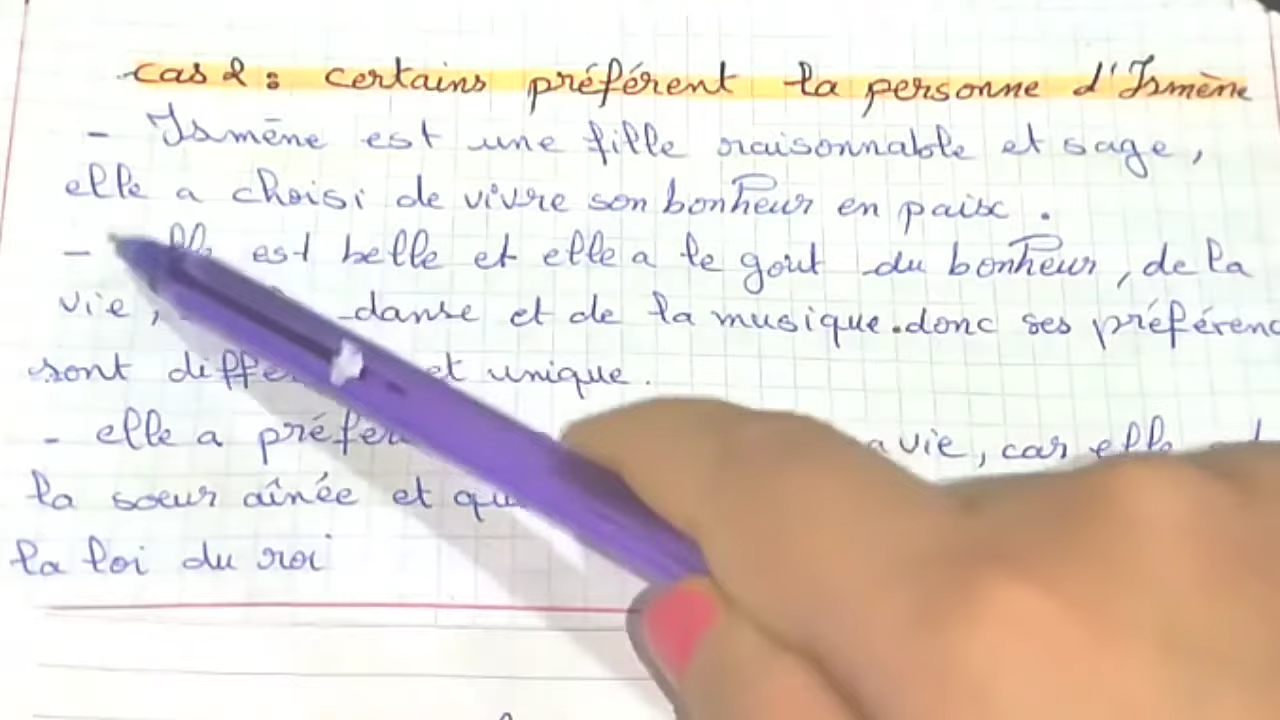 cas 2 : certains préfèrent la personne d'Ismène
- Ismène est une fille raisonnable et sage,
elle a choisi de vivre son bonheur en paix .
- est belle et elle a le gout du bonheur, de la
vie, danse et de la musique. donc ses préférenc
sont et unique.
- elle a vie, car elle
la sœur aînée et
la loi du roi